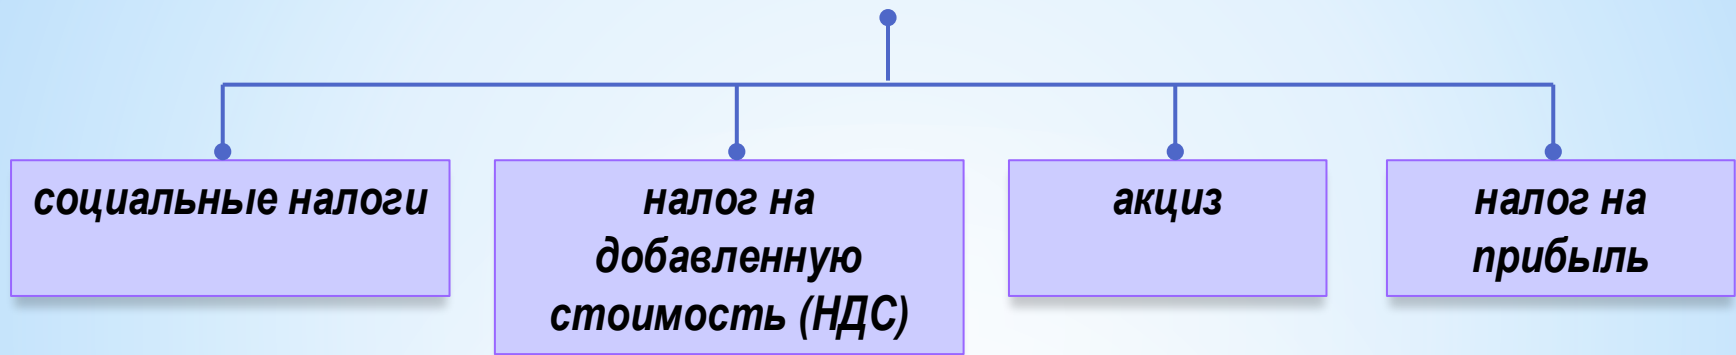 социальные налоги
налог на
добавленную
стоимость (НДС)
акциз
налог на
прибыль